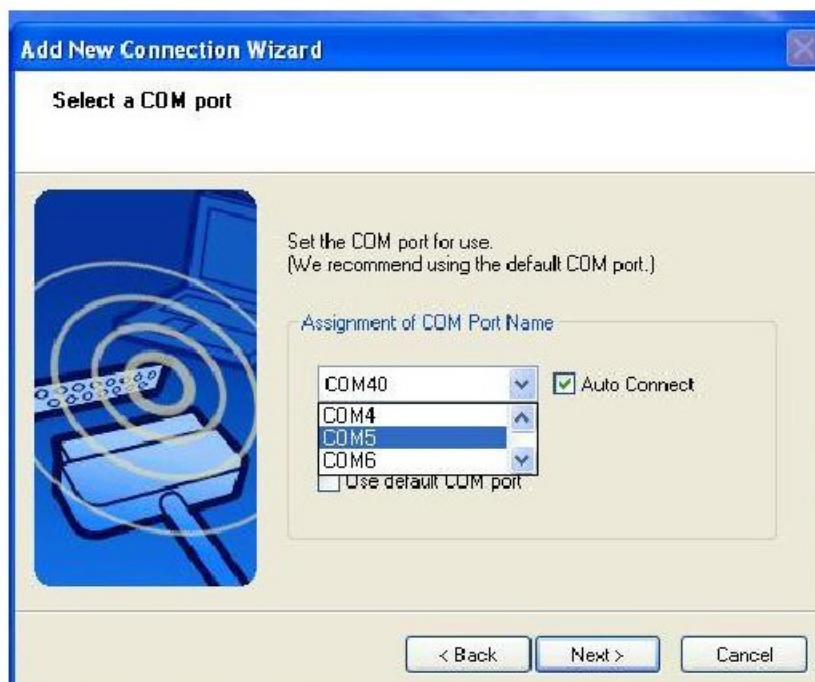 Add New Connection Wizard
Select a COM port
Set the COM port for use.
(We recommend using the default COM port.)
Assignment of COM Port Name
COM40
Auto Connect
COM4
COM5
COM6
Use default COM port
< Back
Next >
Cancel